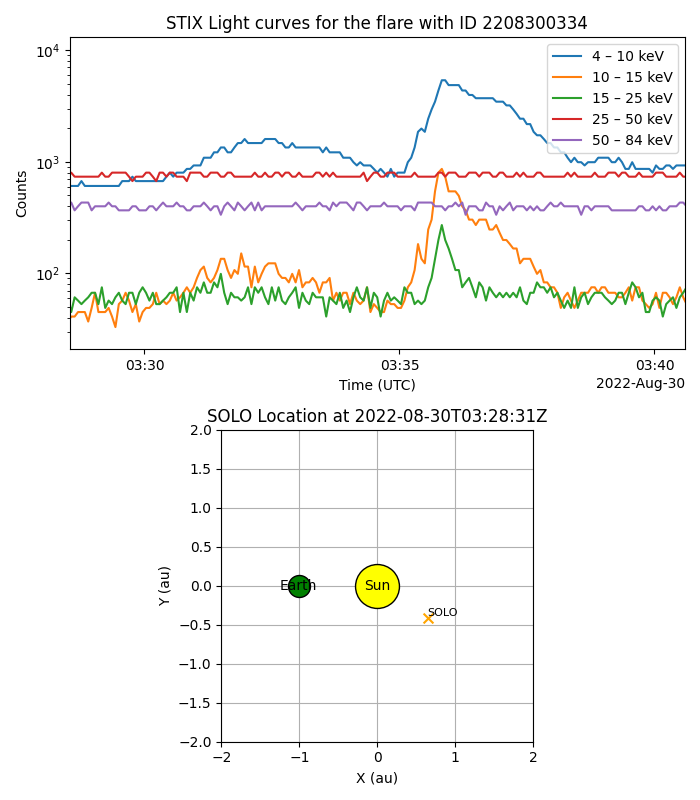 STIX Light curves for the flare with ID 2208300334
10⁴
10³
10²
Counts
4 – 10 keV
10 – 15 keV
15 – 25 keV
25 – 50 keV
50 – 84 keV
03:30
03:35
03:40
Time (UTC)
2022-Aug-30
SOLO Location at 2022-08-30T03:28:31Z
2.0
1.5
1.0
0.5
0.0
−0.5
−1.0
−1.5
−2.0
Y (au)
Earth
Sun
SOLO
−2
−1
0
1
2
X (au)